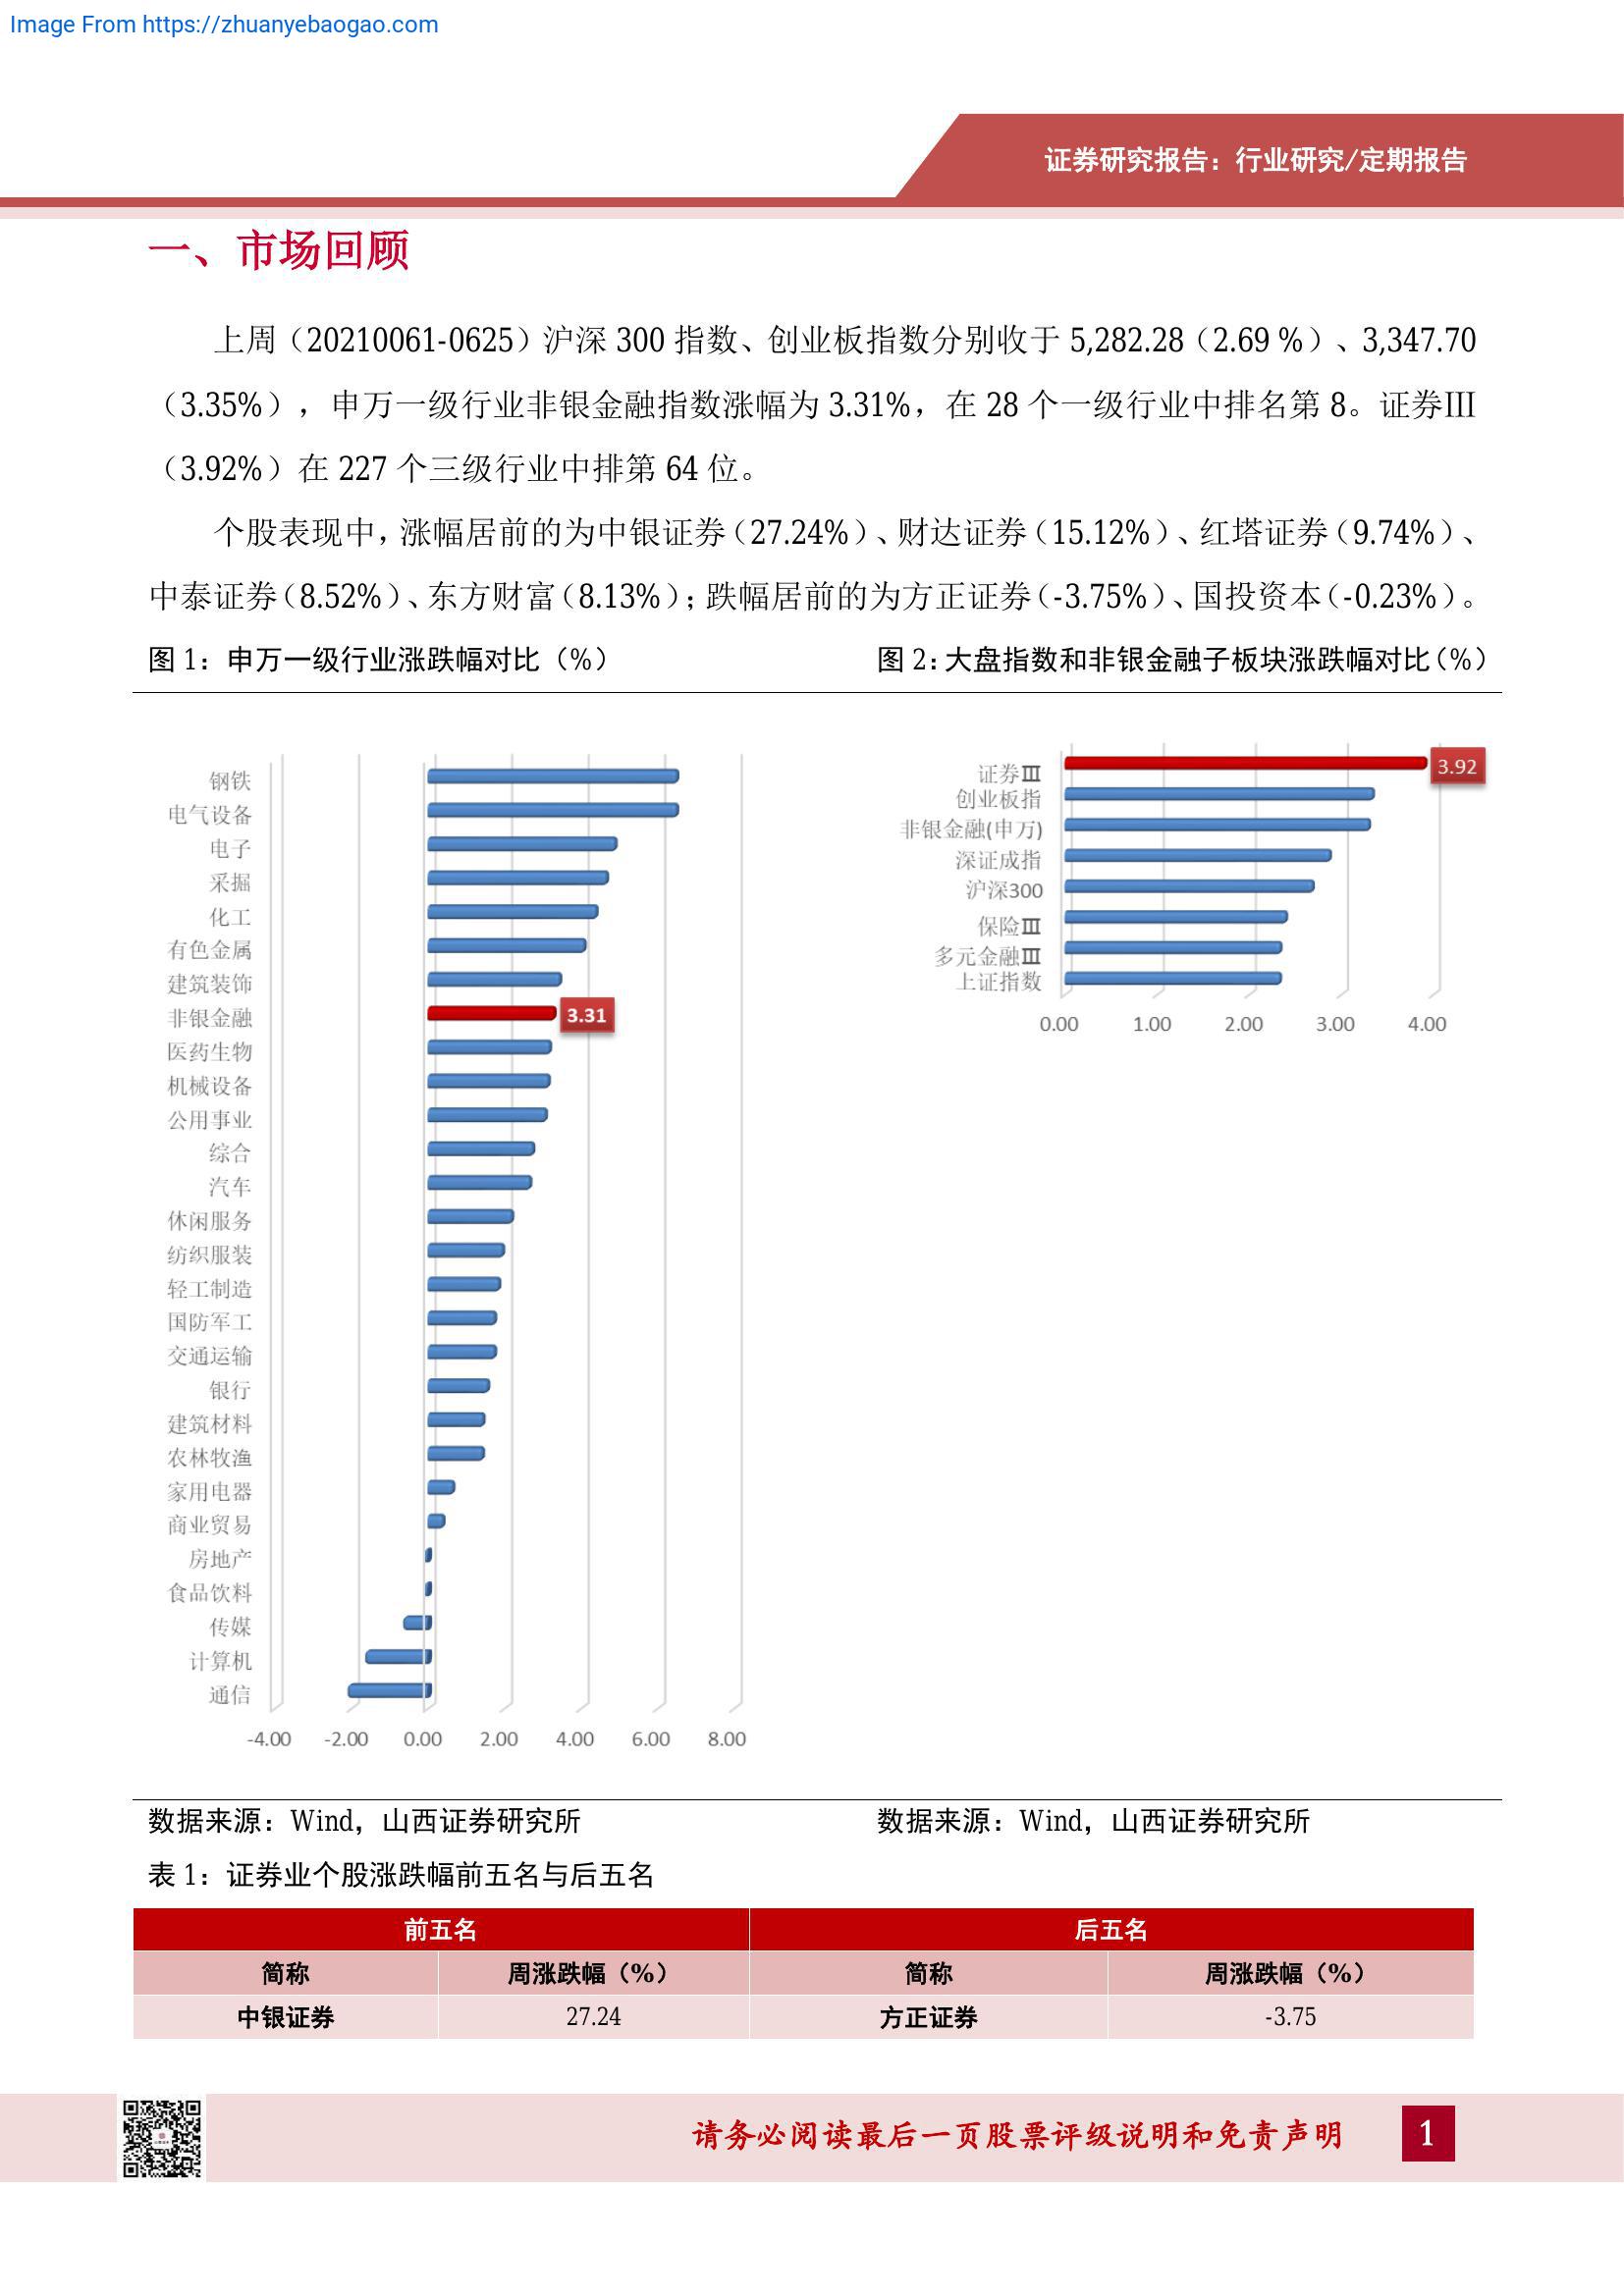 Image From https://zhuanyebaogao.com
证券研究报告：行业研究/定期报告
一、市场回顾
上周（20210061-0625）沪深 300 指数、创业板指数分别收于 5,282.28（2.69 %）、3,347.70
（3.35%），申万一级行业非银金融指数涨幅为 3.31%，在 28 个一级行业中排名第 8。证券Ⅲ
（3.92%）在 227 个三级行业中排第 64 位。
个股表现中，涨幅居前的为中银证券（27.24%）、财达证券（15.12%）、红塔证券（9.74%）、
中泰证券（8.52%）、东方财富（8.13%）；跌幅居前的为方正证券（-3.75%）、国投资本（-0.23%）。
图 1：申万一级行业涨跌幅对比（%）
图 2：大盘指数和非银金融子板块涨跌幅对比（%）
钢铁
电气设备
电子
采掘
化工
有色金属
建筑装饰
非银金融
3.31
医药生物
机械设备
公用事业
综合
汽车
休闲服务
纺织服装
轻工制造
国防军工
交通运输
银行
建筑材料
农林牧渔
家用电器
商业贸易
房地产
食品饮料
传媒
计算机
通信
-4.00 -2.00 0.00 2.00 4.00 6.00 8.00
证券Ⅲ
3.92
创业板指
非银金融(申万)
深证成指
沪深300
保险Ⅲ
多元金融Ⅲ
上证指数
0.00 1.00 2.00 3.00 4.00
数据来源：Wind，山西证券研究所
数据来源：Wind，山西证券研究所
表 1：证券业个股涨跌幅前五名与后五名
前五名 后五名
简称 周涨跌幅（%） 简称 周涨跌幅（%）
中银证券 27.24 方正证券 -3.75
请务必阅读最后一页股票评级说明和免责声明
1